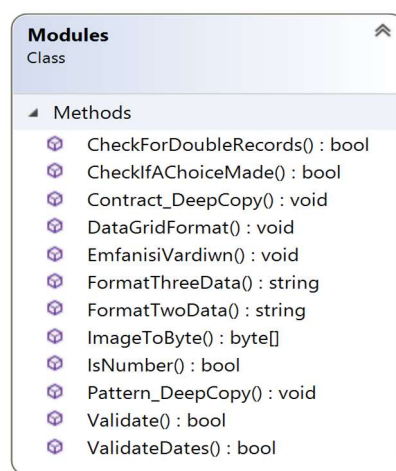 Modules
Class
Methods
CheckForDoubleRecords() : bool
CheckIfAChoiceMade() : bool
Contract_DeepCopy() : void
DataGridFormat() : void
EmfanisiVardiwn() : void
FormatThreeData() : string
FormatTwoData() : string
ImageToByte() : byte[]
IsNumber() : bool
Pattern_DeepCopy() : void
Validate() : bool
ValidateDates() : bool